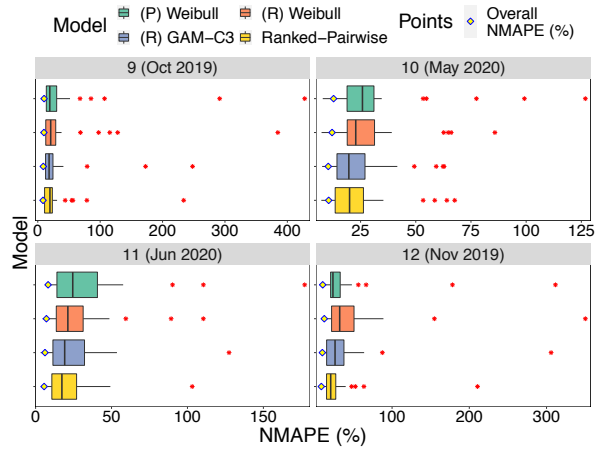 Model
(P) Weibull
(R) Weibull
(R) GAM−C3
Ranked−Pairwise
Points
Overall
NMAPE (%)
9 (Oct 2019)
10 (May 2020)
0 100 200 300 400
25 50 75 100 125
11 (Jun 2020)
12 (Nov 2019)
0 50 100 150
100 200 300
Model
NMAPE (%)